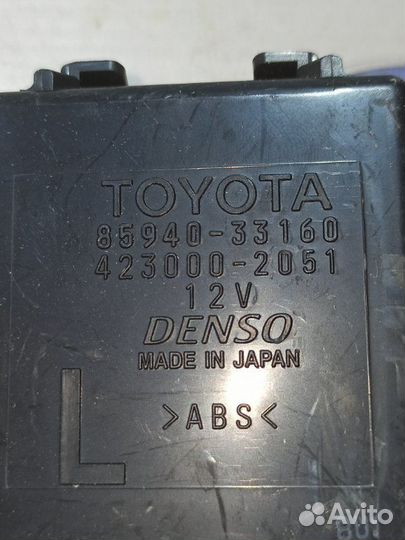 TOYOTA
85940-33160
423000-2051
12V
DENSO
MADE IN JAPAN
L
>ABS<
Avito